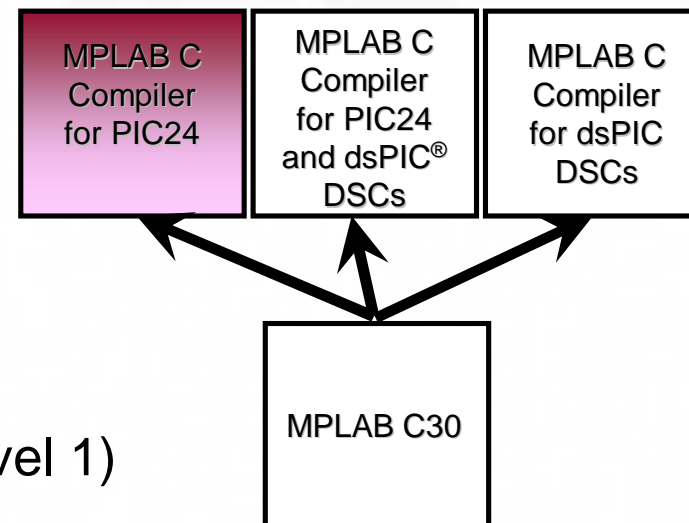 MPLAB C
Compiler
for PIC24
MPLAB C
Compiler
for PIC24
and dsPIC®
DSCs
MPLAB C
Compiler
for dsPIC
DSCs
MPLAB C30
vel 1)